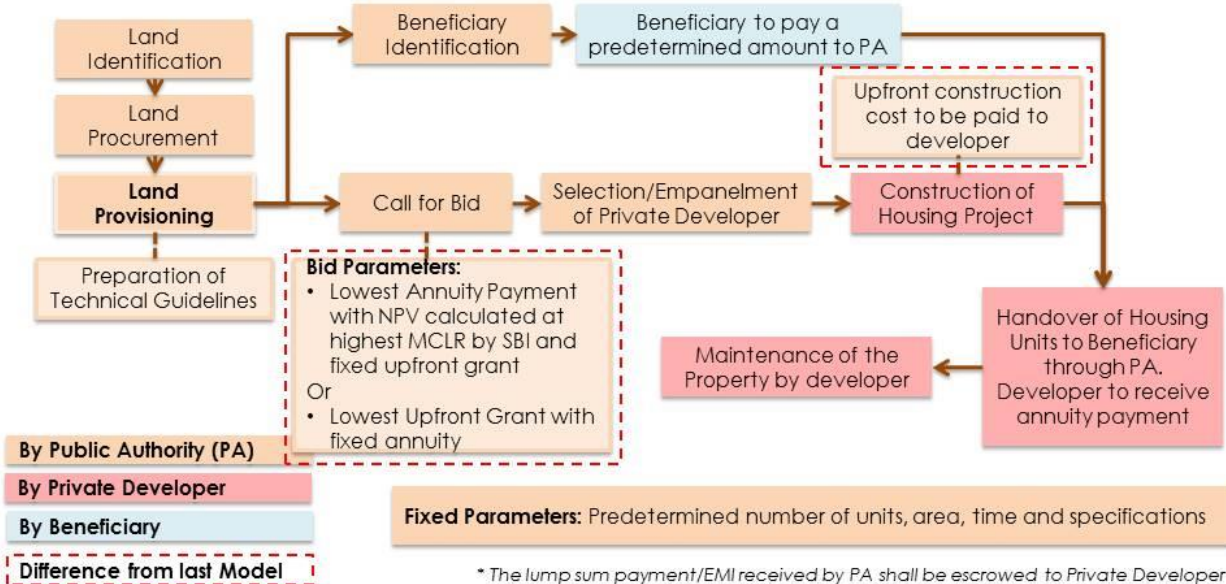 Land
Identification
Land
Procurement
Land
Provisioning
Preparation of
Technical Guidelines
Beneficiary
Identification
Beneficiary to pay a
predetermined amount to PA
Upfront construction
cost to be paid to
developer
Call for Bid
Selection/Empanelment
of Private Developer
Construction of
Housing Project
Bid Parameters:
• Lowest Annuity Payment
with NPV calculated at
highest MCLR by SBI and
fixed upfront grant
Or
• Lowest Upfront Grant with
fixed annuity
Handover of Housing
Units to Beneficiary
through PA.
Developer to receive
annuity payment
Maintenance of the
Property by developer
By Public Authority (PA)
By Private Developer
By Beneficiary
Difference from last Model
Fixed Parameters: Predetermined number of units, area, time and specifications
* The lump sum payment/EMI received by PA shall be escrowed to Private Developer